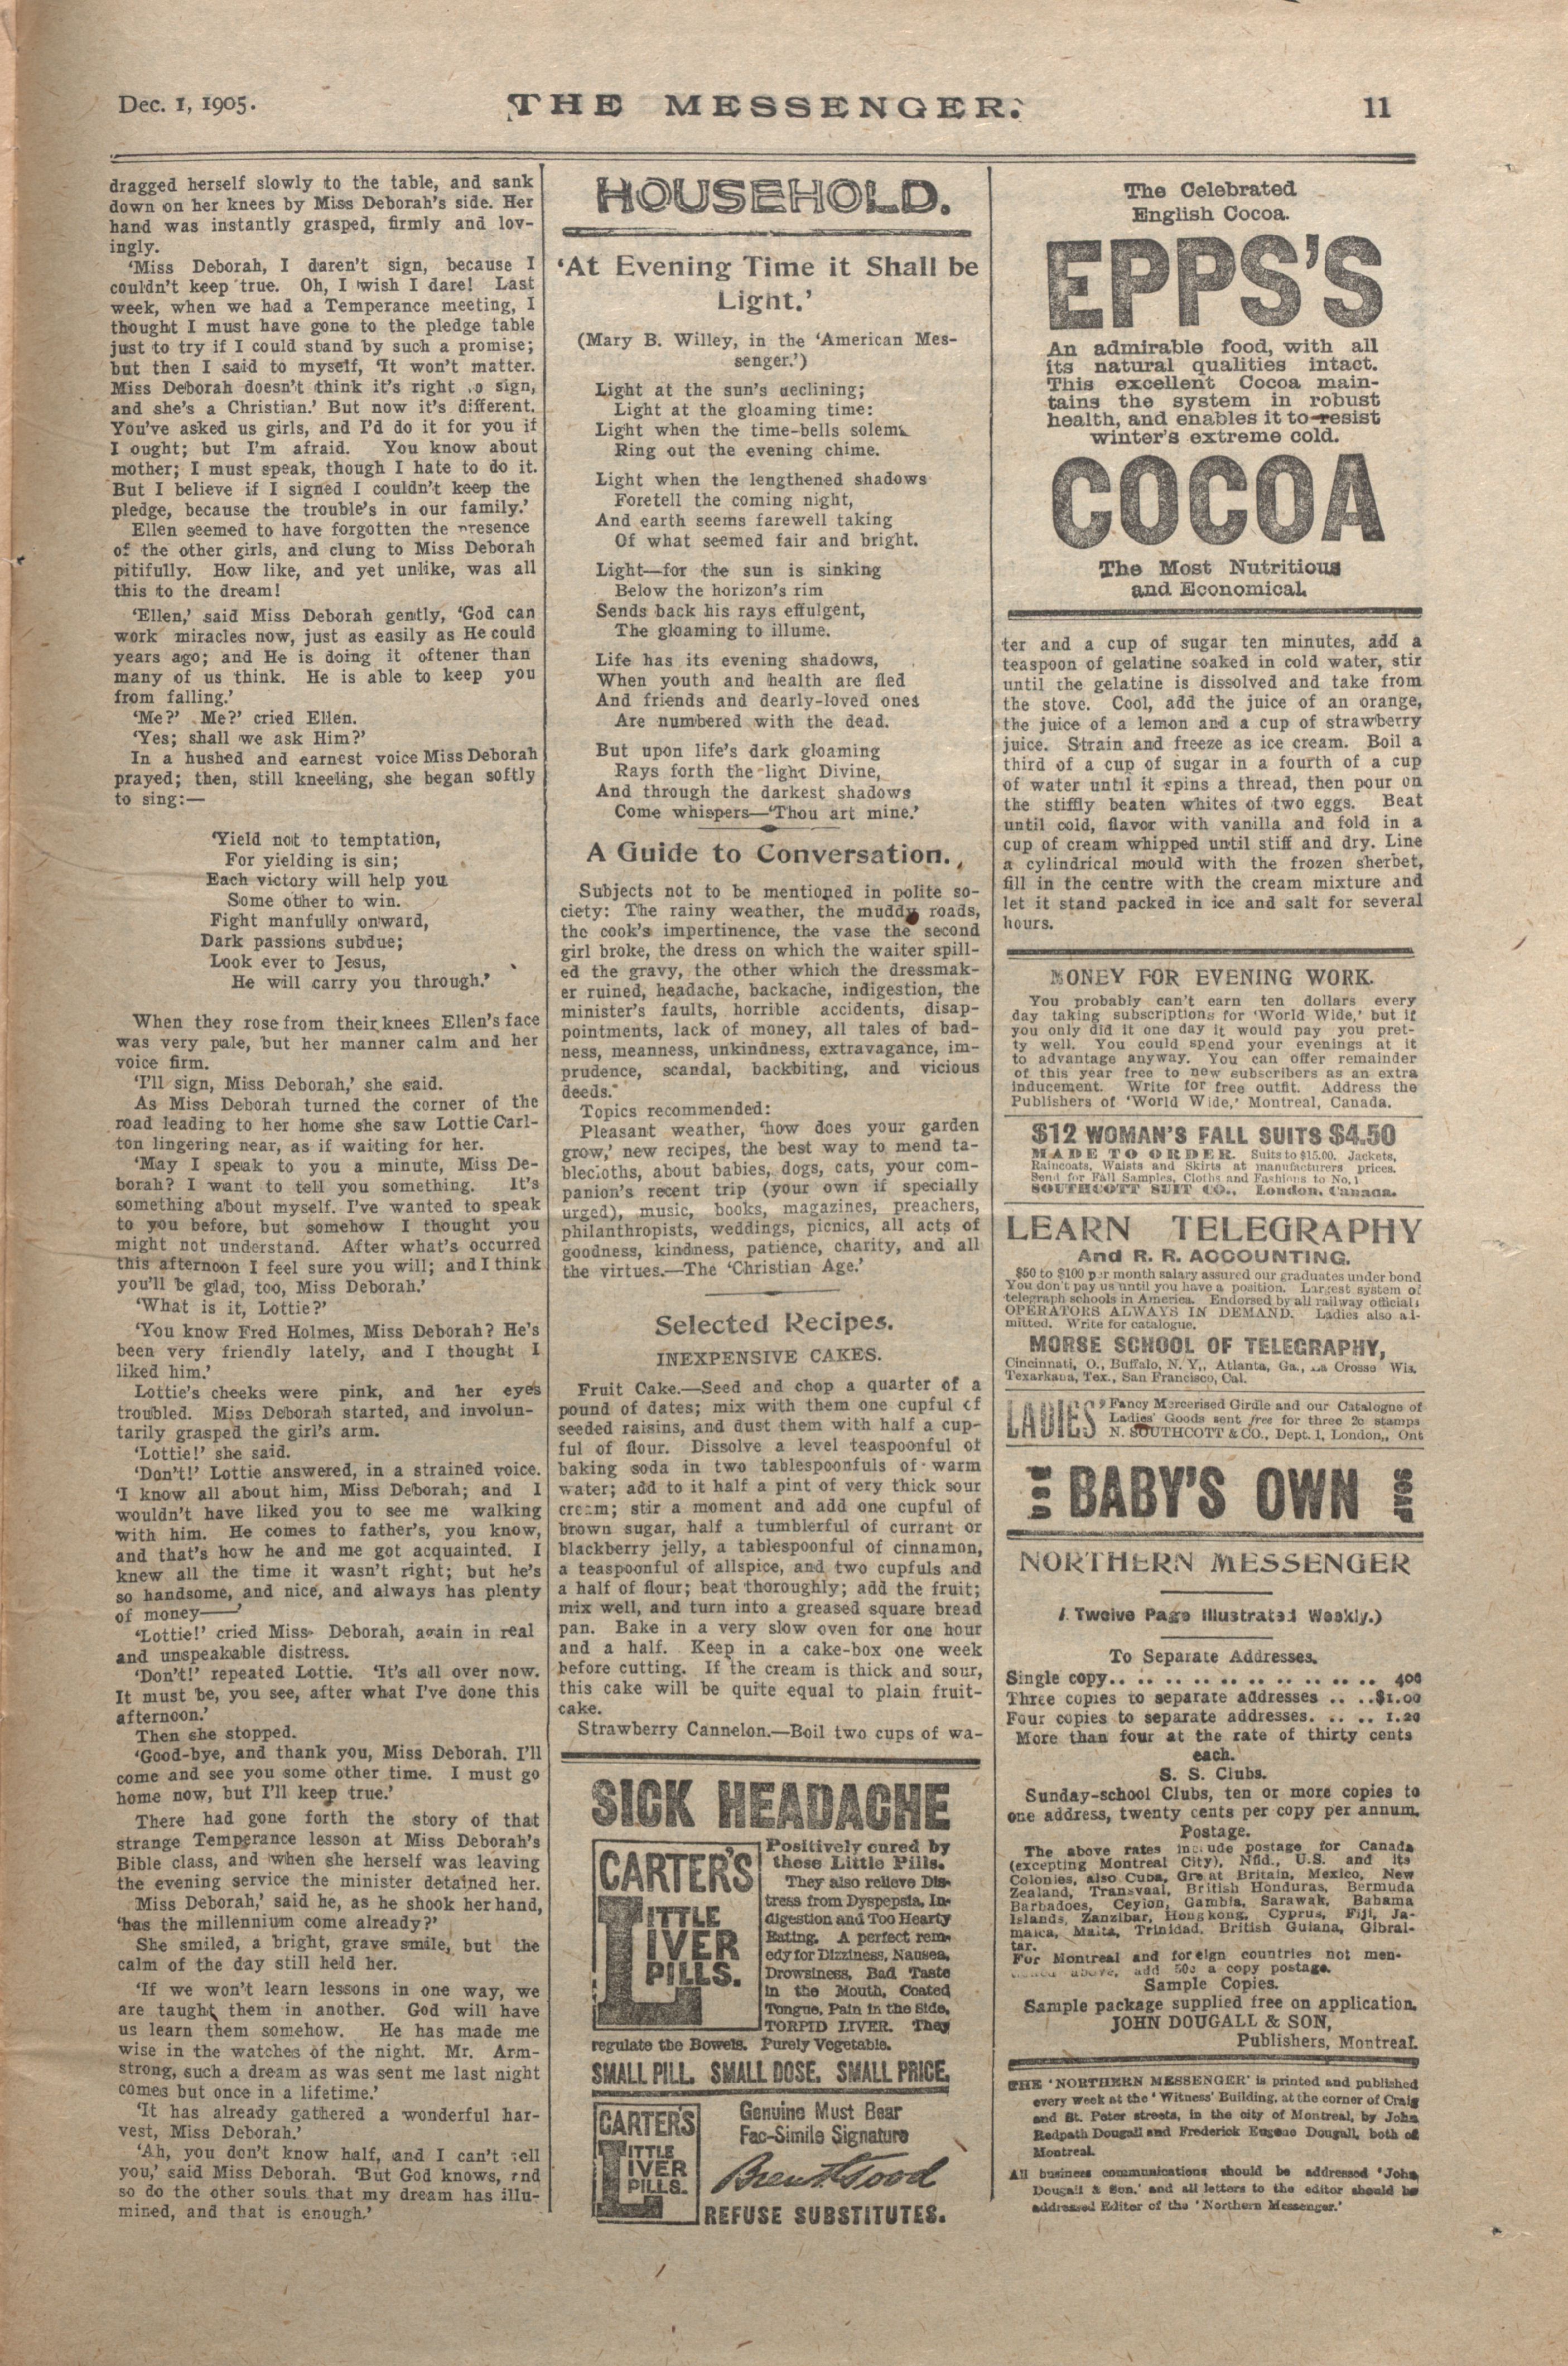 Dec. 1, 1905.
THE MESSENGER.
11
dragged herself slowly to the table, and sank
down on her knees by Miss Deborah's side. Her
hand was instantly grasped, firmly and lov-
ingly.
'Miss Deborah, I daren't sign, because I
couldn't keep true. Oh, I wish I dare! Last
week, when we had a Temperance meeting, I
thought I must have gone to the pledge table
just to try if I could stand by such a promise;
but then I said to myself, 'It won't matter.
Miss Deborah doesn't think it's right to sign,
and she's a Christian.' But now it's different.
You've asked us girls, and I'd do it for you if
I ought; but I'm afraid. You know about
mother; I must speak, though I hate to do it.
But I believe if I signed I couldn't keep the
pledge, because the trouble's in our family.'
Ellen seemed to have forgotten the presence
of the other girls, and clung to Miss Deborah
pitifully. How like, and yet unlike, was all
this to the dream!
'Ellen,' said Miss Deborah gently, 'God can
work miracles now, just as easily as He could
years ago; and He is doing it oftener than
many of us think. He is able to keep you
from falling.'
'Me?' Me?' cried Ellen.
'Yes; shall we ask Him?'
In a hushed and earnest voice Miss Deborah
prayed; then, still kneeling, she began softly
to sing:—
'Yield not to temptation,
For yielding is sin;
Each victory will help you
Some other to win.
Fight manfully onward,
Dark passions subdue;
Look ever to Jesus,
He will carry you through.'
When they rose from their knees Ellen's face
was very pale, but her manner calm and her
voice firm.
'I'll sign, Miss Deborah,' she said.
As Miss Deborah turned the corner of the
road leading to her home she saw Lottie Carl-
ton lingering near, as if waiting for her.
'May I speak to you a minute, Miss De-
borah? I want to tell you something. It's
something about myself. I've wanted to speak
to you before, but somehow I thought you
might not understand. After what's occurred
this afternoon I feel sure you will; and I think
you'll be glad, too, Miss Deborah.'
'What is it, Lottie?'
'You know Fred Holmes, Miss Deborah? He's
been very friendly lately, and I thought I
liked him.'
Lottie's cheeks were pink, and her eyes
troubled. Miss Deborah started, and involun-
tarily grasped the girl's arm.
'Lottie!' she said.
'Don't!' Lottie answered, in a strained voice.
'I know all about him, Miss Deborah; and I
wouldn't have liked you to see me walking
with him. He comes to father's, you know,
and that's how he and me got acquainted. I
knew all the time it wasn't right; but he's
so handsome, and nice, and always has plenty
of money——'
'Lottie!' cried Miss Deborah, again in real
and unspeakable distress.
'Don't!' repeated Lottie. 'It's all over now.
It must be, you see, after what I've done this
afternoon.'
Then she stopped.
'Good-bye, and thank you, Miss Deborah. I'll
come and see you some other time. I must go
home now, but I'll keep true.'
There had gone forth the story of that
strange Temperance lesson at Miss Deborah's
Bible class, and when she herself was leaving
the evening service the minister detained her.
Miss Deborah,' said he, as he shook her hand,
'has the millennium come already?'
She smiled, a bright, grave smile, but the
calm of the day still held her.
'If we won't learn lessons in one way, we
are taught them in another. God will have
us learn them somehow. He has made me
wise in the watches of the night. Mr. Arm-
strong, such a dream as was sent me last night
comes but once in a lifetime.'
'It has already gathered a wonderful har-
vest, Miss Deborah.'
'Ah, you don't know half, and I can't tell
you,' said Miss Deborah. 'But God knows, and
so do the other souls that my dream has illu-
mined, and that is enough.'
HOUSEHOLD.
'At Evening Time it Shall be
Light.'
(Mary B. Willey, in the 'American Mes-
senger.')
Light at the sun's declining;
Light at the gloaming time:
Light when the time-bells solemn
Ring out the evening chime.
Light when the lengthened shadows
Foretell the coming night,
And earth seems farewell taking
Of what seemed fair and bright.
Light—for the sun is sinking
Below the horizon's rim
Sends back his rays effulgent,
The gloaming to illume.
Life has its evening shadows,
When youth and health are fled
And friends and dearly-loved ones
Are numbered with the dead.
But upon life's dark gloaming
Rays forth the light Divine,
And through the darkest shadows
Come whispers—'Thou art mine.'
A Guide to Conversation.
Subjects not to be mentioned in polite so-
ciety: The rainy weather, the muddy roads,
the cook's impertinence, the vase the second
girl broke, the dress on which the waiter spill-
ed the gravy, the other which the dressmak-
er ruined, headache, backache, indigestion, the
minister's faults, horrible accidents, disap-
pointments, lack of money, all tales of bad-
ness, meanness, unkindness, extravagance, im-
prudence, scandal, backbiting, and vicious
deeds.
Topics recommended:
Pleasant weather, 'how does your garden
grow,' new recipes, the best way to mend ta-
blecloths, about babies, dogs, cats, your com-
panion's recent trip (your own if specially
urged), music, books, magazines, preachers,
philanthropists, weddings, picnics, all acts of
goodness, kindness, patience, charity, and all
the virtues.—The 'Christian Age.'
Selected Recipes.
INEXPENSIVE CAKES.
Fruit Cake.—Seed and chop a quarter of a
pound of dates; mix with them one cupful of
seeded raisins, and dust them with half a cup-
ful of flour. Dissolve a level teaspoonful of
baking soda in two tablespoonfuls of warm
water; add to it half a pint of very thick sour
cream; stir a moment and add one cupful of
brown sugar, half a tumblerful of currant or
blackberry jelly, a tablespoonful of cinnamon,
a teaspoonful of allspice, and two cupfuls and
a half of flour; beat thoroughly; add the fruit;
mix well, and turn into a greased square bread
pan. Bake in a very slow oven for one hour
and a half. Keep in a cake-box one week
before cutting. If the cream is thick and sour,
this cake will be quite equal to plain fruit-
cake.
Strawberry Cannelon.—Boil two cups of wa-
SICK HEADACHE
CARTER'S
LITTLE
LIVER
PILLS.
Positively cured by
these Little Pills.
They also relieve Dis-
tress from Dyspepsia, In-
digestion and Too Hearty
Eating. A perfect rem-
edy for Dizziness, Nausea,
Drowsiness, Bad Taste
in the Mouth, Coated
Tongue, Pain in the Side,
TORPID LIVER. They
regulate the Bowels. Purely Vegetable.
SMALL PILL. SMALL DOSE. SMALL PRICE.
CARTER'S
LITTLE
LIVER
PILLS.
Genuine Must Bear
Fac-Simile Signature
Brent Good
REFUSE SUBSTITUTES.
The Celebrated
English Cocoa.
EPPS'S
An admirable food, with all
its natural qualities intact.
This excellent Cocoa main-
tains the system in robust
health, and enables it to resist
winter's extreme cold.
COCOA
The Most Nutritious
and Economical.
ter and a cup of sugar ten minutes, add a
teaspoon of gelatine soaked in cold water, stir
until the gelatine is dissolved and take from
the stove. Cool, add the juice of an orange,
the juice of a lemon and a cup of strawberry
juice. Strain and freeze as ice cream. Boil a
third of a cup of sugar in a fourth of a cup
of water until it spins a thread, then pour on
the stiffly beaten whites of two eggs. Beat
until cold, flavor with vanilla and fold in a
cup of cream whipped until stiff and dry. Line
a cylindrical mould with the frozen sherbet,
fill in the centre with the cream mixture and
let it stand packed in ice and salt for several
hours.
MONEY FOR EVENING WORK.
You probably can't earn ten dollars every
day taking subscriptions for 'World Wide,' but if
you only did it one day it would pay you pret-
ty well. You could spend your evenings at it
to advantage anyway. You can offer remainder
of this year free to new subscribers as an extra
inducement. Write for free outfit. Address the
Publishers of 'World Wide,' Montreal, Canada.
$12 WOMAN'S FALL SUITS $4.50
MADE TO ORDER. Suits to $15.00. Jackets,
Raincoats, Waists and Skirts at manufacturers prices.
Send for Fall Samples, Cloths and Fashions to No. 1
SOUTHCOTT SUIT CO., London, Canada.
LEARN TELEGRAPHY
And R. R. ACCOUNTING.
$50 to $100 per month salary assured our graduates under bond
You don't pay us until you have a position. Largest system of
telegraph schools in America. Endorsed by all railway officials
OPERATORS ALWAYS IN DEMAND. Ladies also ad-
mitted. Write for catalogue.
MORSE SCHOOL OF TELEGRAPHY,
Cincinnati, O., Buffalo, N. Y., Atlanta, Ga., La Crosse Wis,
Texarkana, Tex., San Francisco, Cal.
LADIES' Fancy Mercerised Girdle and our Catalogue of
Ladies' Goods sent free for three 2c stamps
N. SOUTHCOTT & CO., Dept. 1, London,, Ont
BABY'S OWN
NORTHERN MESSENGER
(A Twelve Page Illustrated Weekly.)
To Separate Addresses.
Single copy.. .. .. .. .. .. .. .. .. .. 40c
Three copies to separate addresses .. ..$1.00
Four copies to separate addresses. .. .. 1.20
More than four at the rate of thirty cents
each.
S. S. Clubs.
Sunday-school Clubs, ten or more copies to
one address, twenty cents per copy per annum.
Postage.
The above rates include postage for Canada
(excepting Montreal City), Nfld., U.S. and its
Colonies, also Cuba, Great Britain, Mexico, New
Zealand, Transvaal, British Honduras, Bermuda
Barbadoes, Ceylon, Gambia, Sarawak, Bahama
Islands, Zanzibar, Hong kong, Cyprus, Fiji, Ja-
maica, Malta, Trinidad, British Guiana, Gibral-
tar.
For Montreal and foreign countries not men-
tioned above, add 50c a copy postage.
Sample Copies.
Sample package supplied free on application.
JOHN DOUGALL & SON,
Publishers, Montreal.
THE 'NORTHERN MESSENGER' is printed and published
every week at the 'Witness' Building, at the corner of Craig
and St. Peter streets, in the city of Montreal, by John
Redpath Dougall and Frederick Eugene Dougall, both of
Montreal.
All business communications should be addressed 'John
Dougall & Son,' and all letters to the editor should be
addressed Editor of the 'Northern Messenger.'